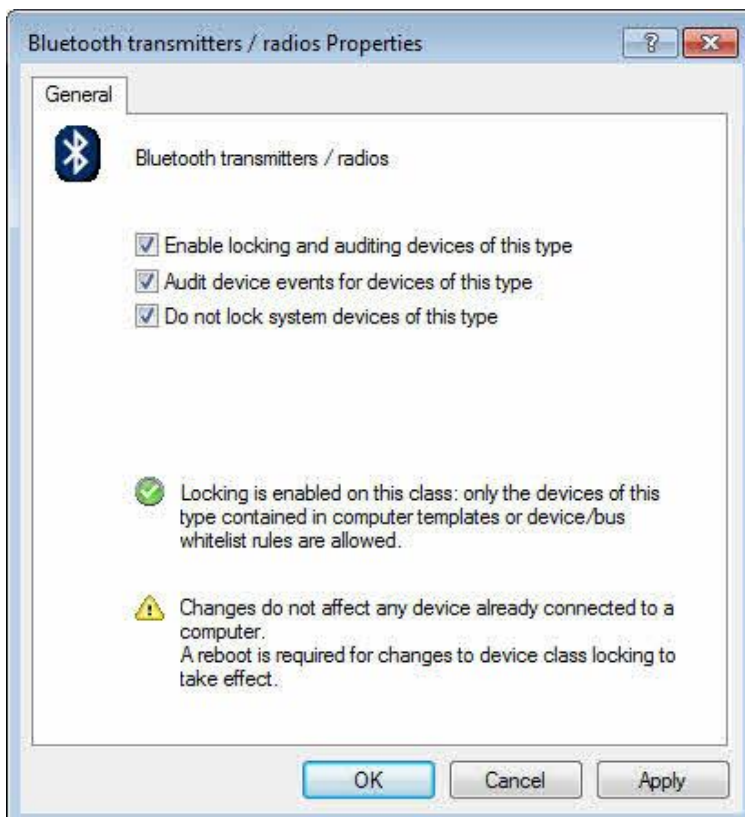 Bluetooth transmitters / radios Properties
General
Bluetooth transmitters / radios
Enable locking and auditing devices of this type
Audit device events for devices of this type
Do not lock system devices of this type
Locking is enabled on this class: only the devices of this
type contained in computer templates or device/bus
whitelist rules are allowed.
Changes do not affect any device already connected to a
computer.
A reboot is required for changes to device class locking to
take effect.
OK Cancel Apply